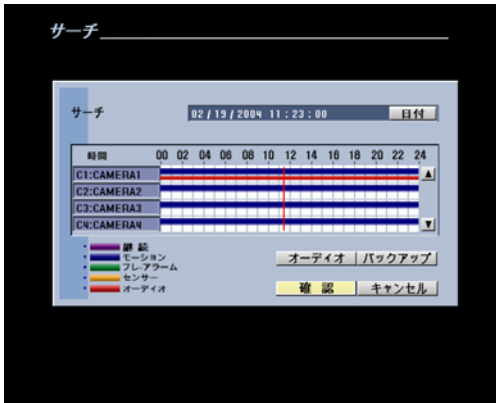 サーチ
サーチ 02/19/2004 11:23:00 日付
時間 00 02 04 06 08 10 12 14 16 18 20 22 24
C1:CAMERA1
C2:CAMERA2
C3:CAMERA3
C4:CAMERA4
継続
モーション
フレアラーム
センサー
オーディオ
オーディオ バックアップ
確認 キャンセル